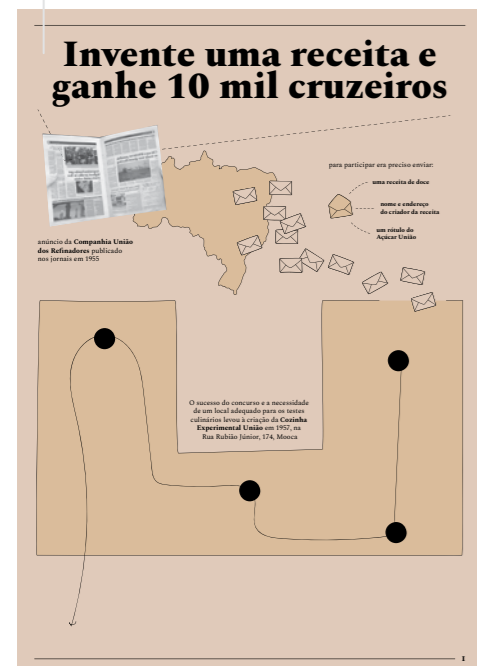 Invente uma receita e
ganhe 10 mil cruzeiros
para participar era preciso enviar:
uma receita de doce
nome e endereço
do criador da receita
um rótulo do
Açúcar União
anúncio da Companhia União
dos Refinadores publicado
nos jornais em 1955
O sucesso do concurso e a necessidade
de um local adequado para os testes
culinários levou à criação da Cozinha
Experimental União em 1957, na
Rua Rubião Júnior, 174, Mooca
1